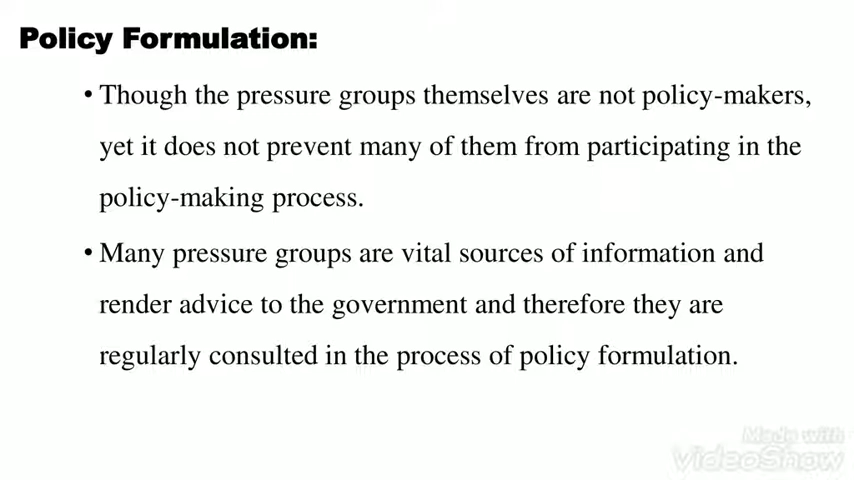 Policy Formulation:
• Though the pressure groups themselves are not policy-makers,
yet it does not prevent many of them from participating in the
policy-making process.
• Many pressure groups are vital sources of information and
render advice to the government and therefore they are
regularly consulted in the process of policy formulation.
Made with
VideoShow